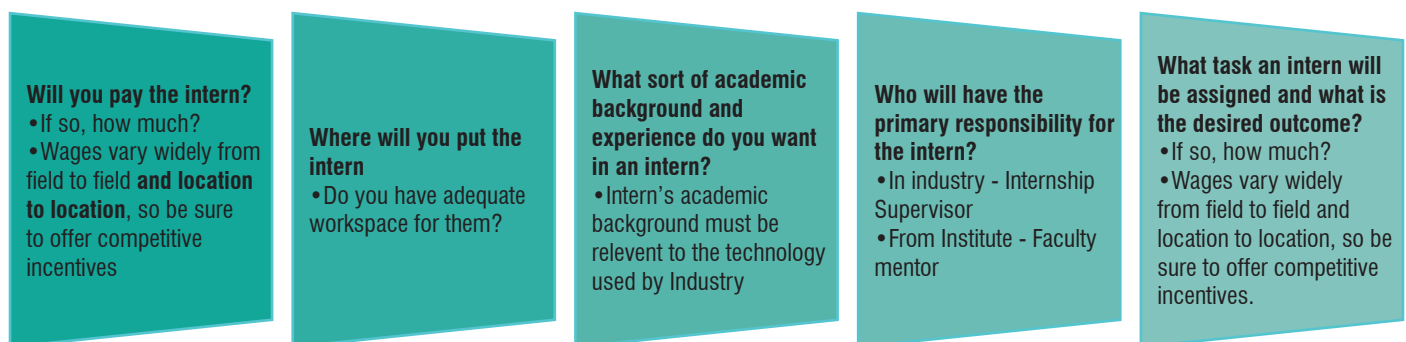 Will you pay the intern?
•If so, how much?
•Wages vary widely from
field to field and location
to location, so be sure
to offer competitive
incentives
Where will you put the
intern
•Do you have adequate
workspace for them?
What sort of academic
background and
experience do you want
in an intern?
•Intern's academic
background must be
relevent to the technology
used by Industry
Who will have the
primary responsibility for
the intern?
•In industry - Internship
Supervisor
•From Institute - Faculty
mentor
What task an intern will
be assigned and what is
the desired outcome?
•If so, how much?
•Wages vary widely
from field to field and
location to location, so be
sure to offer competitive
incentives.